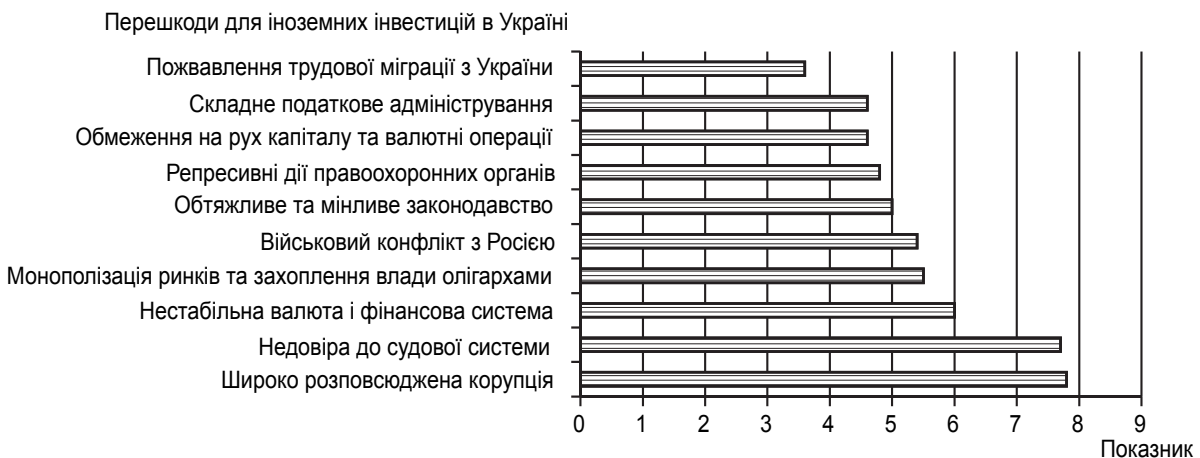 Перешкоди для іноземних інвестицій в Україні
Пожвавлення трудової міграції з України
Складне податкове адміністрування
Обмеження на рух капіталу та валютні операції
Репресивні дії правоохоронних органів
Обтяжливе та мінливе законодавство
Військовий конфлікт з Росією
Монополізація ринків та захоплення влади олігархами
Нестабільна валюта і фінансова система
Недовіра до судової системи
Широко розповсюджена корупція
0 1 2 3 4 5 6 7 8 9
Показник